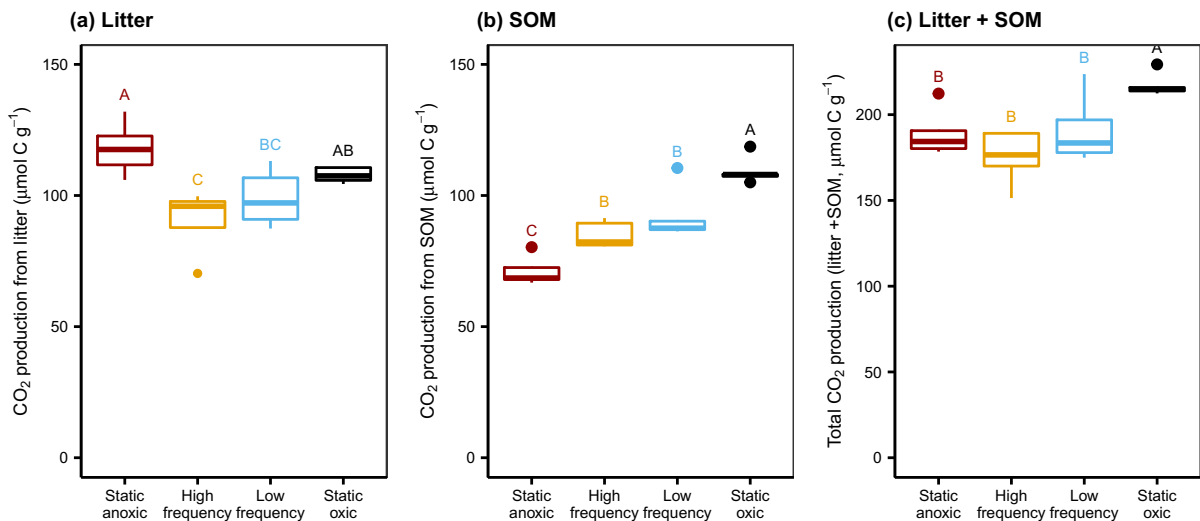 (a) Litter
CO₂ production from litter (µmol C g⁻¹)
150
100
50
0
A
C
BC
AB
Static anoxic
High frequency
Low frequency
Static oxic
(b) SOM
CO₂ production from SOM (µmol C g⁻¹)
150
100
50
0
C
B
B
A
Static anoxic
High frequency
Low frequency
Static oxic
(c) Litter + SOM
Total CO₂ production (litter +SOM, µmol C g⁻¹)
200
150
100
50
0
B
B
B
A
Static anoxic
High frequency
Low frequency
Static oxic